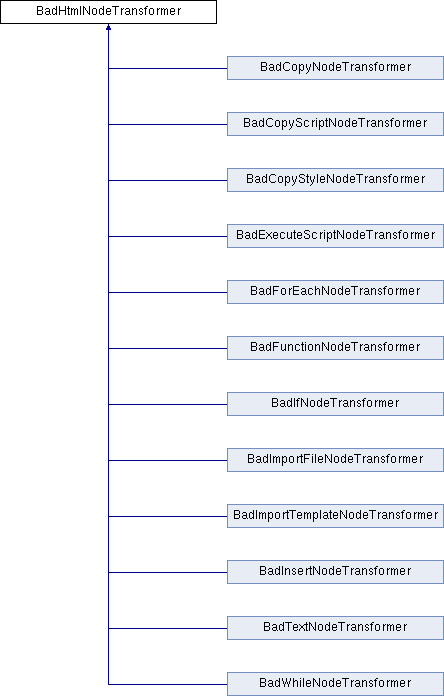 BadHtmlNodeTransformer
BadCopyNodeTransformer
BadCopyScriptNodeTransformer
BadCopyStyleNodeTransformer
BadExecuteScriptNodeTransformer
BadForEachNodeTransformer
BadFunctionNodeTransformer
BadIfNodeTransformer
BadImportFileNodeTransformer
BadImportTemplateNodeTransformer
BadInsertNodeTransformer
BadTextNodeTransformer
BadWhileNodeTransformer